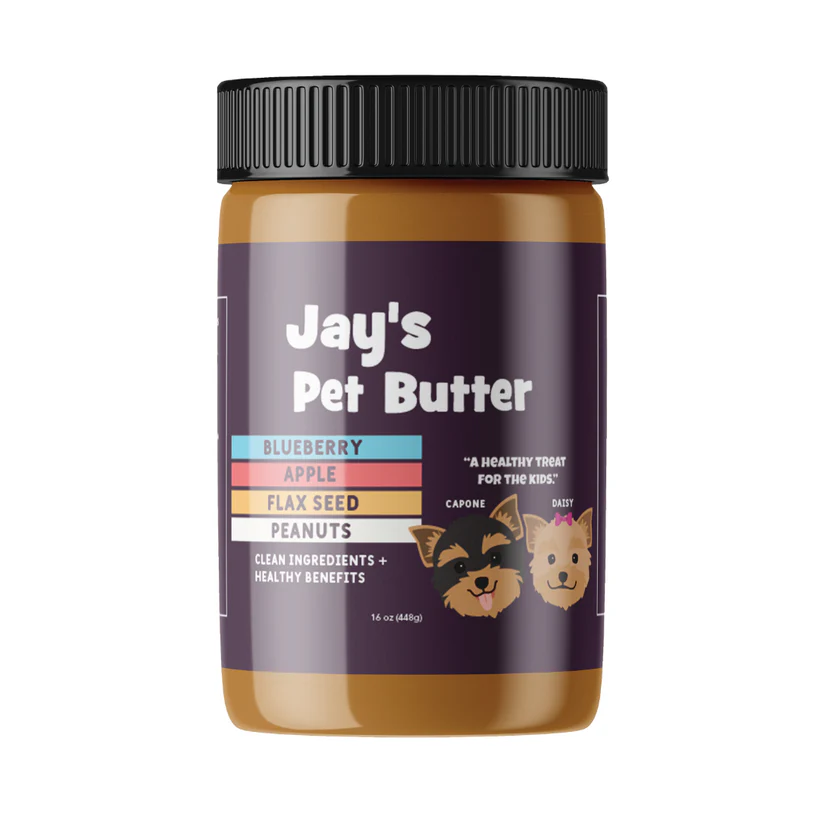 Jay's
Pet Butter
BLUEBERRY
APPLE
FLAX SEED
PEANUTS
CLEAN INGREDIENTS +
HEALTHY BENEFITS
"A HEALTHY TREAT
FOR THE KIDS."
CAPONE
DAISY
16 oz (448g)